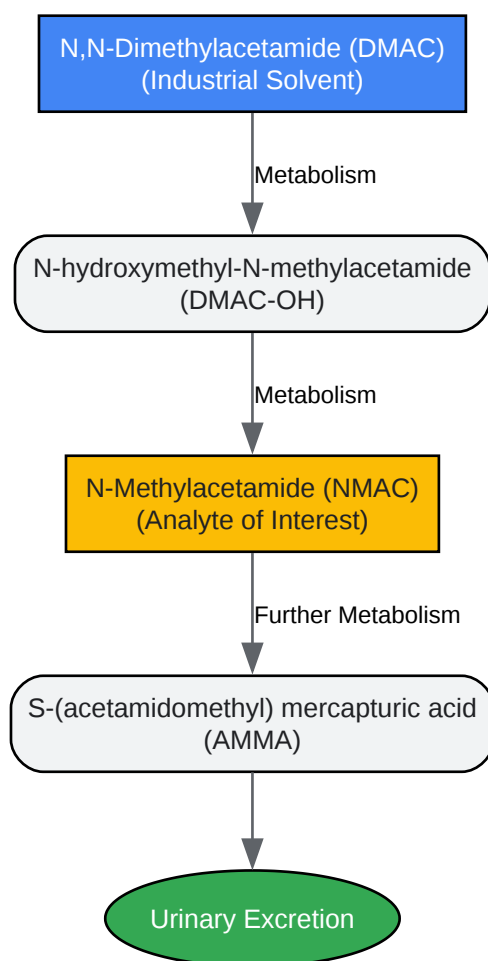 N,N-Dimethylacetamide (DMAC)
(Industrial Solvent)
Metabolism
N-hydroxymethyl-N-methylacetamide
(DMAC-OH)
Metabolism
N-Methylacetamide (NMAC)
(Analyte of Interest)
Further Metabolism
S-(acetamidomethyl) mercapturic acid
(AMMA)
Urinary Excretion